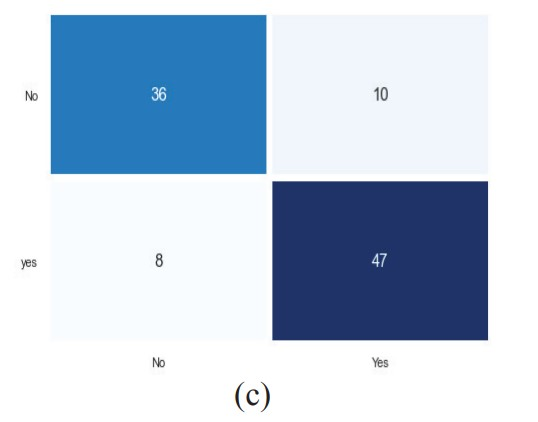 No 36 10
yes 8 47
No Yes
(c)